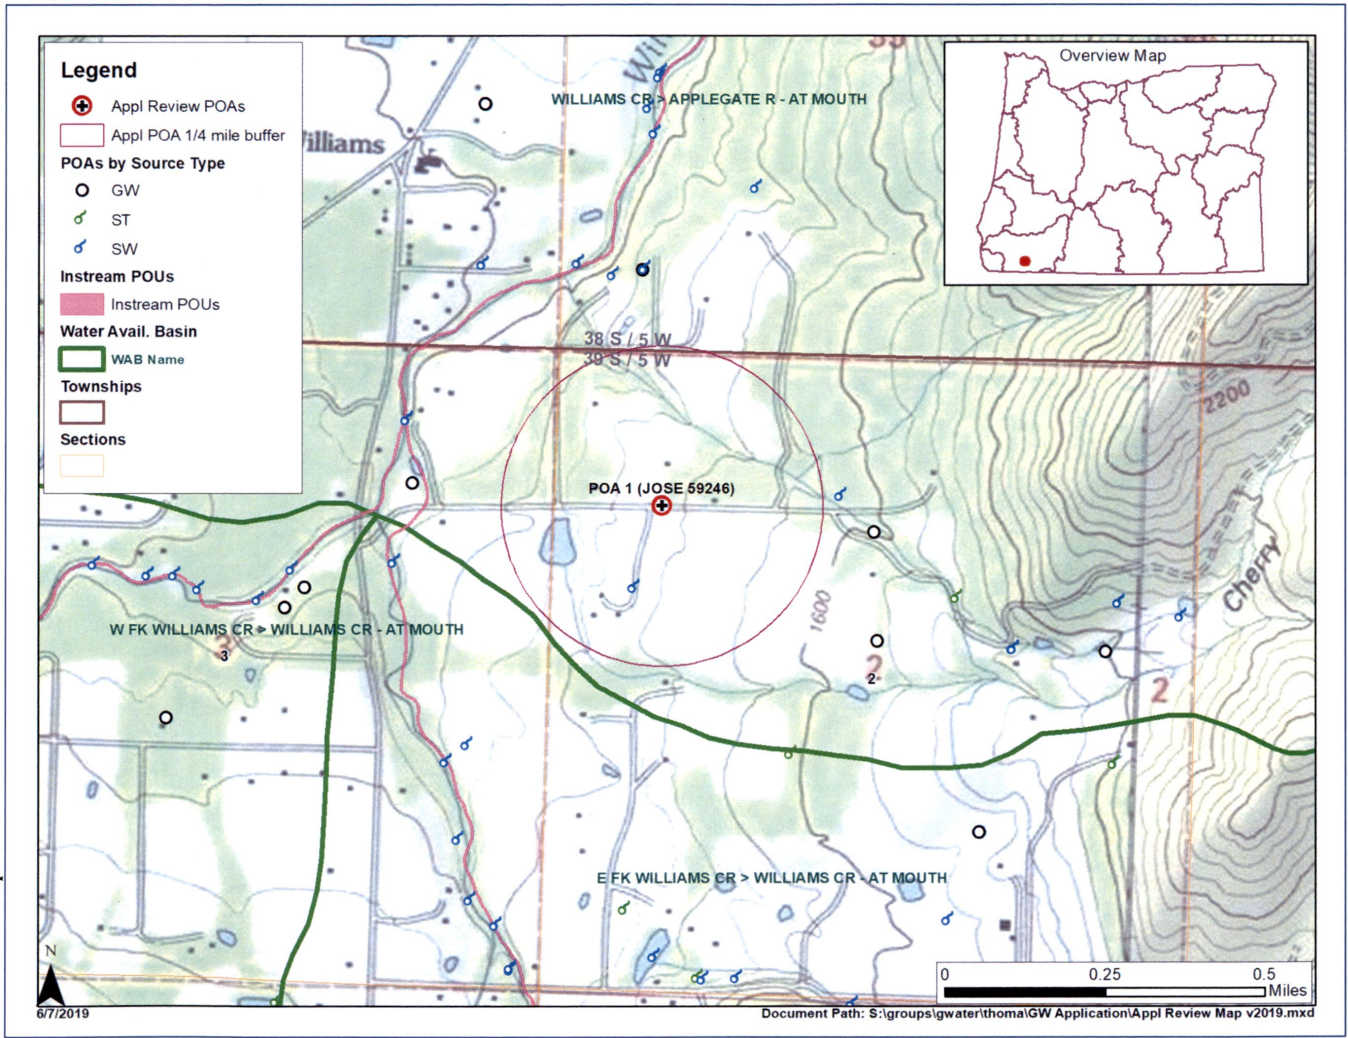 Legend
Appl Review POAs
Appl POA 1/4 mile buffer
POAs by Source Type
GW
ST
SW
Instream POUs
Instream POUs
Water Avail. Basin
WAB Name
Townships
Sections
Overview Map
WILLIAMS CR > APPLEGATE R - AT MOUTH
illiams
38 S / 5 W
39 S / 5 W
2200
POA 1 (JOSE 59246)
Cherry
1600
W FK WILLIAMS CR > WILLIAMS CR - AT MOUTH
3
3
2
2
2
E FK WILLIAMS CR > WILLIAMS CR - AT MOUTH
N
0 0.25 0.5
Miles
6/7/2019
Document Path: S:\groups\gwater\thoma\GW Application\Appl Review Map v2019.mxd